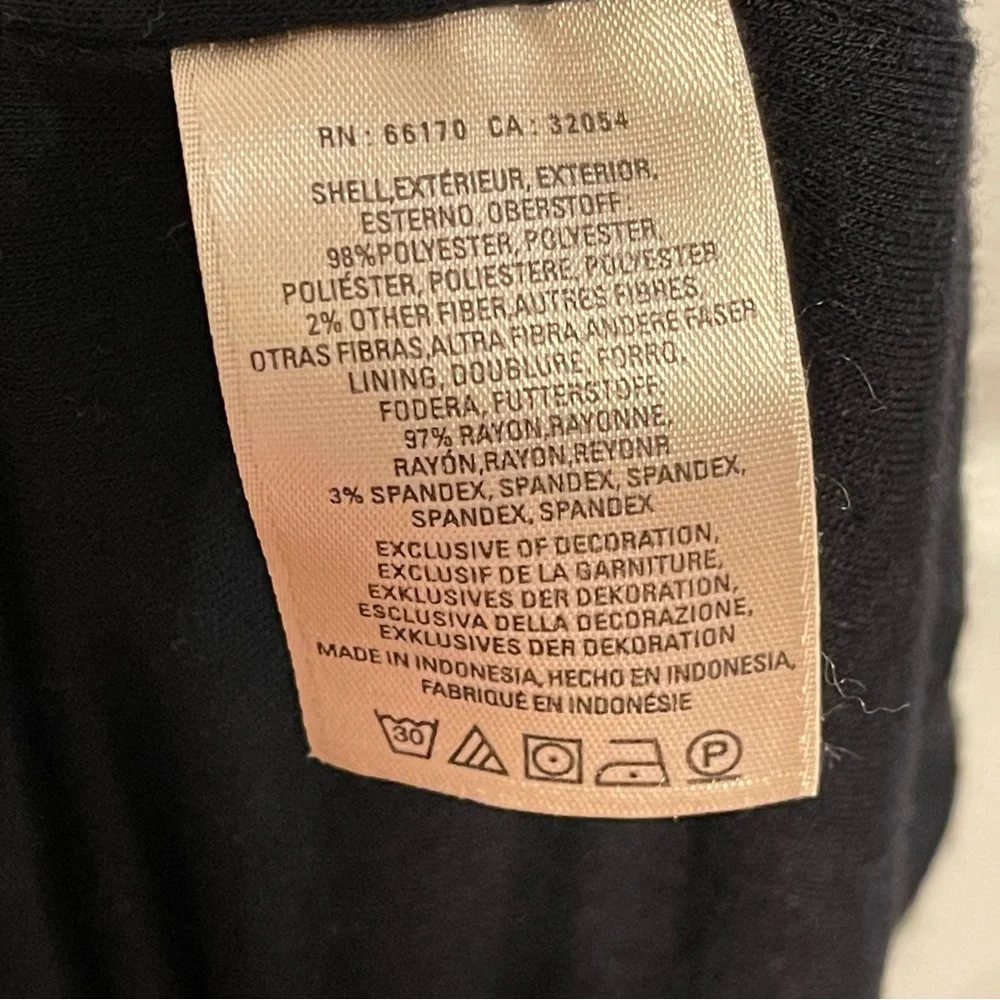 RN : 66170 CA : 32054
SHELL,EXTÉRIEUR, EXTERIOR,
ESTERNO, OBERSTOFF:
98%POLYESTER, POLYESTER,
POLIÉSTER, POLIESTERE, POLYESTER
2% OTHER FIBER,AUTRES FIBRES,
OTRAS FIBRAS,ALTRA FIBRA,ANDERE FASER
LINING, DOUBLURE, FORRO,
FODERA, FUTTERSTOFF:
97% RAYON,RAYONNE,
RAYÓN,RAYON,REYONR
3% SPANDEX, SPANDEX, SPANDEX,
SPANDEX, SPANDEX
EXCLUSIVE OF DECORATION,
EXCLUSIF DE LA GARNITURE,
EXKLUSIVES DER DEKORATION,
ESCLUSIVA DELLA DECORAZIONE,
EXKLUSIVES DER DEKORATION
MADE IN INDONESIA, HECHO EN INDONESIA,
FABRIQUÉ EN INDONÉSIE
30 P